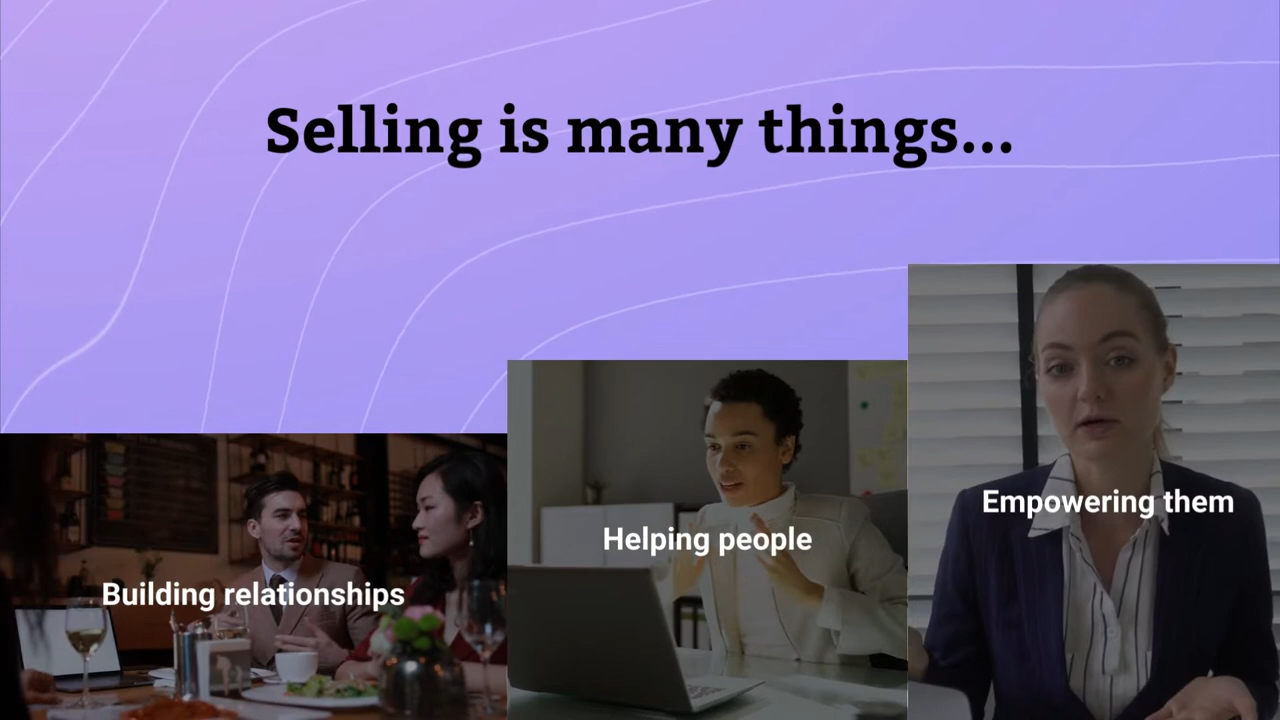 Selling is many things...
Building relationships
Helping people
Empowering them